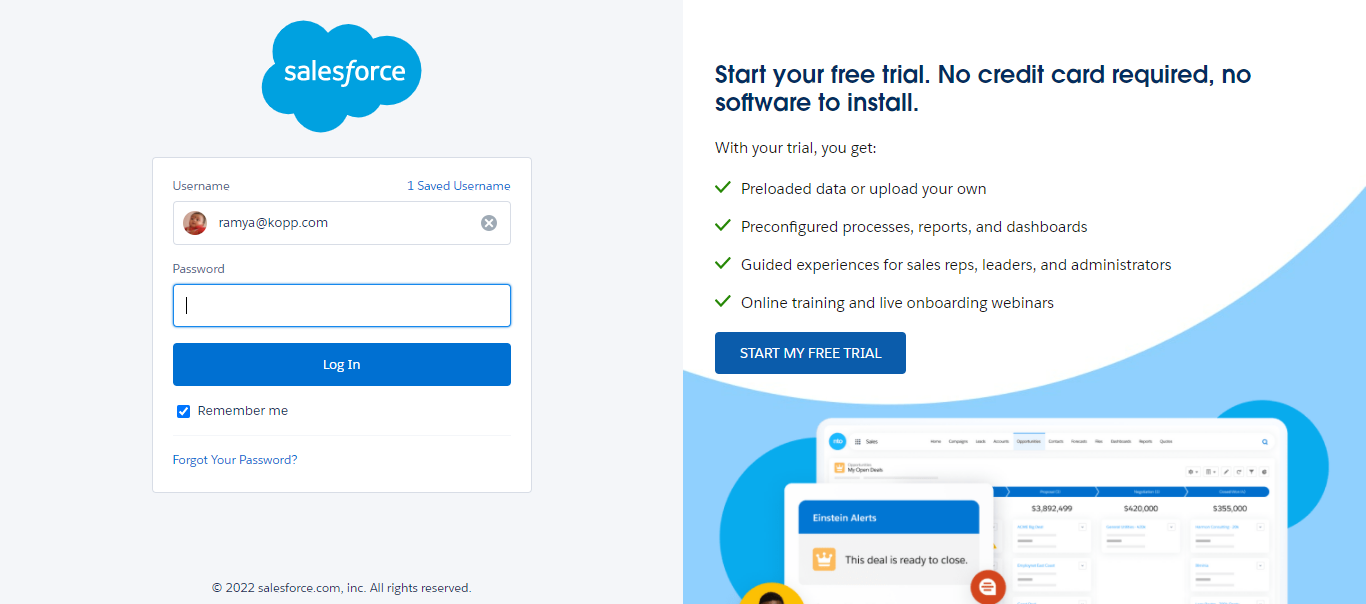 salesforce
Username
1 Saved Username
ramya@kopp.com
Password
Log In
Remember me
Forgot Your Password?
© 2022 salesforce.com, inc. All rights reserved.
Start your free trial. No credit card required, no
software to install.
With your trial, you get:
Preloaded data or upload your own
Preconfigured processes, reports, and dashboards
Guided experiences for sales reps, leaders, and administrators
Online training and live onboarding webinars
START MY FREE TRIAL
nto
Sales
Home Campaigns Leads Accounts Opportunities Contacts Forecasts Files Dashboards Reports Quotes
Opportunities
My Open Deals
$3,892,499
$420,000
$355,000
Einstein Alerts
This deal is ready to close.